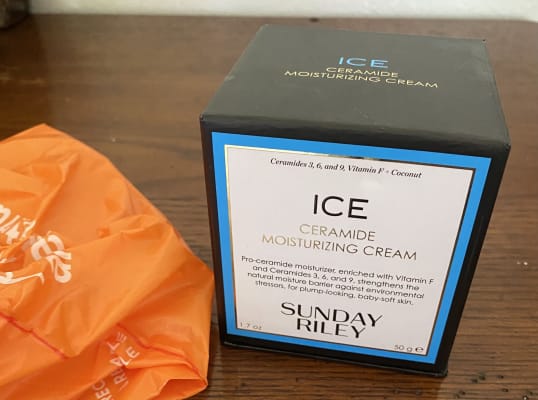 ICE
CERAMIDE
MOISTURIZING CREAM
Ceramides 3, 6, and 9, Vitamin F + Coconut
ICE
CERAMIDE
MOISTURIZING CREAM
Pro-ceramide moisturizer, enriched with Vitamin F
and Ceramides 3, 6, and 9, strengthens the
natural moisture barrier against environmental
stressors, for plump-looking, baby-soft skin.
SUNDAY
RILEY
1.7 oz
50 g ℮